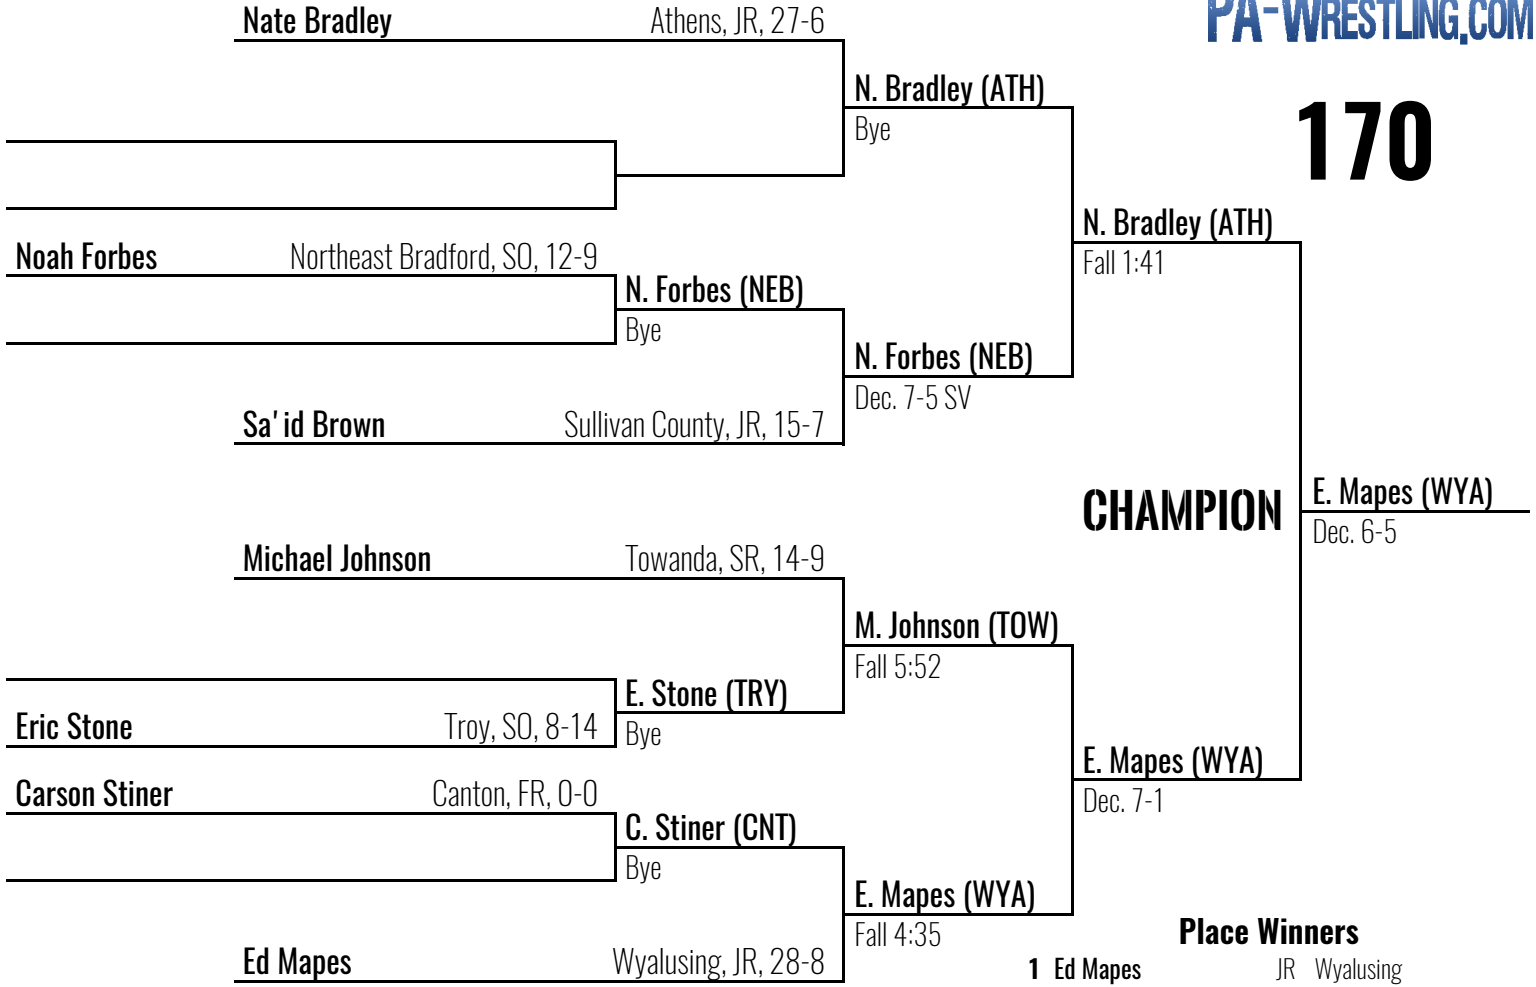 Nate Bradley Athens, JR, 27-6
PA-WRESTLING.COM
N. Bradley (ATH)
Bye
170
N. Bradley (ATH)
Fall 1:41
Noah Forbes Northeast Bradford, SO, 12-9
N. Forbes (NEB)
Bye
N. Forbes (NEB)
Dec. 7-5 SV
Sa'id Brown Sullivan County, JR, 15-7
CHAMPION
E. Mapes (WYA)
Dec. 6-5
Michael Johnson Towanda, SR, 14-9
M. Johnson (TOW)
Fall 5:52
E. Stone (TRY)
Bye
Eric Stone Troy, SO, 8-14
E. Mapes (WYA)
Dec. 7-1
Carson Stiner Canton, FR, 0-0
C. Stiner (CNT)
Bye
E. Mapes (WYA)
Fall 4:35
Ed Mapes Wyalusing, JR, 28-8
Place Winners
1 Ed Mapes JR Wyalusing